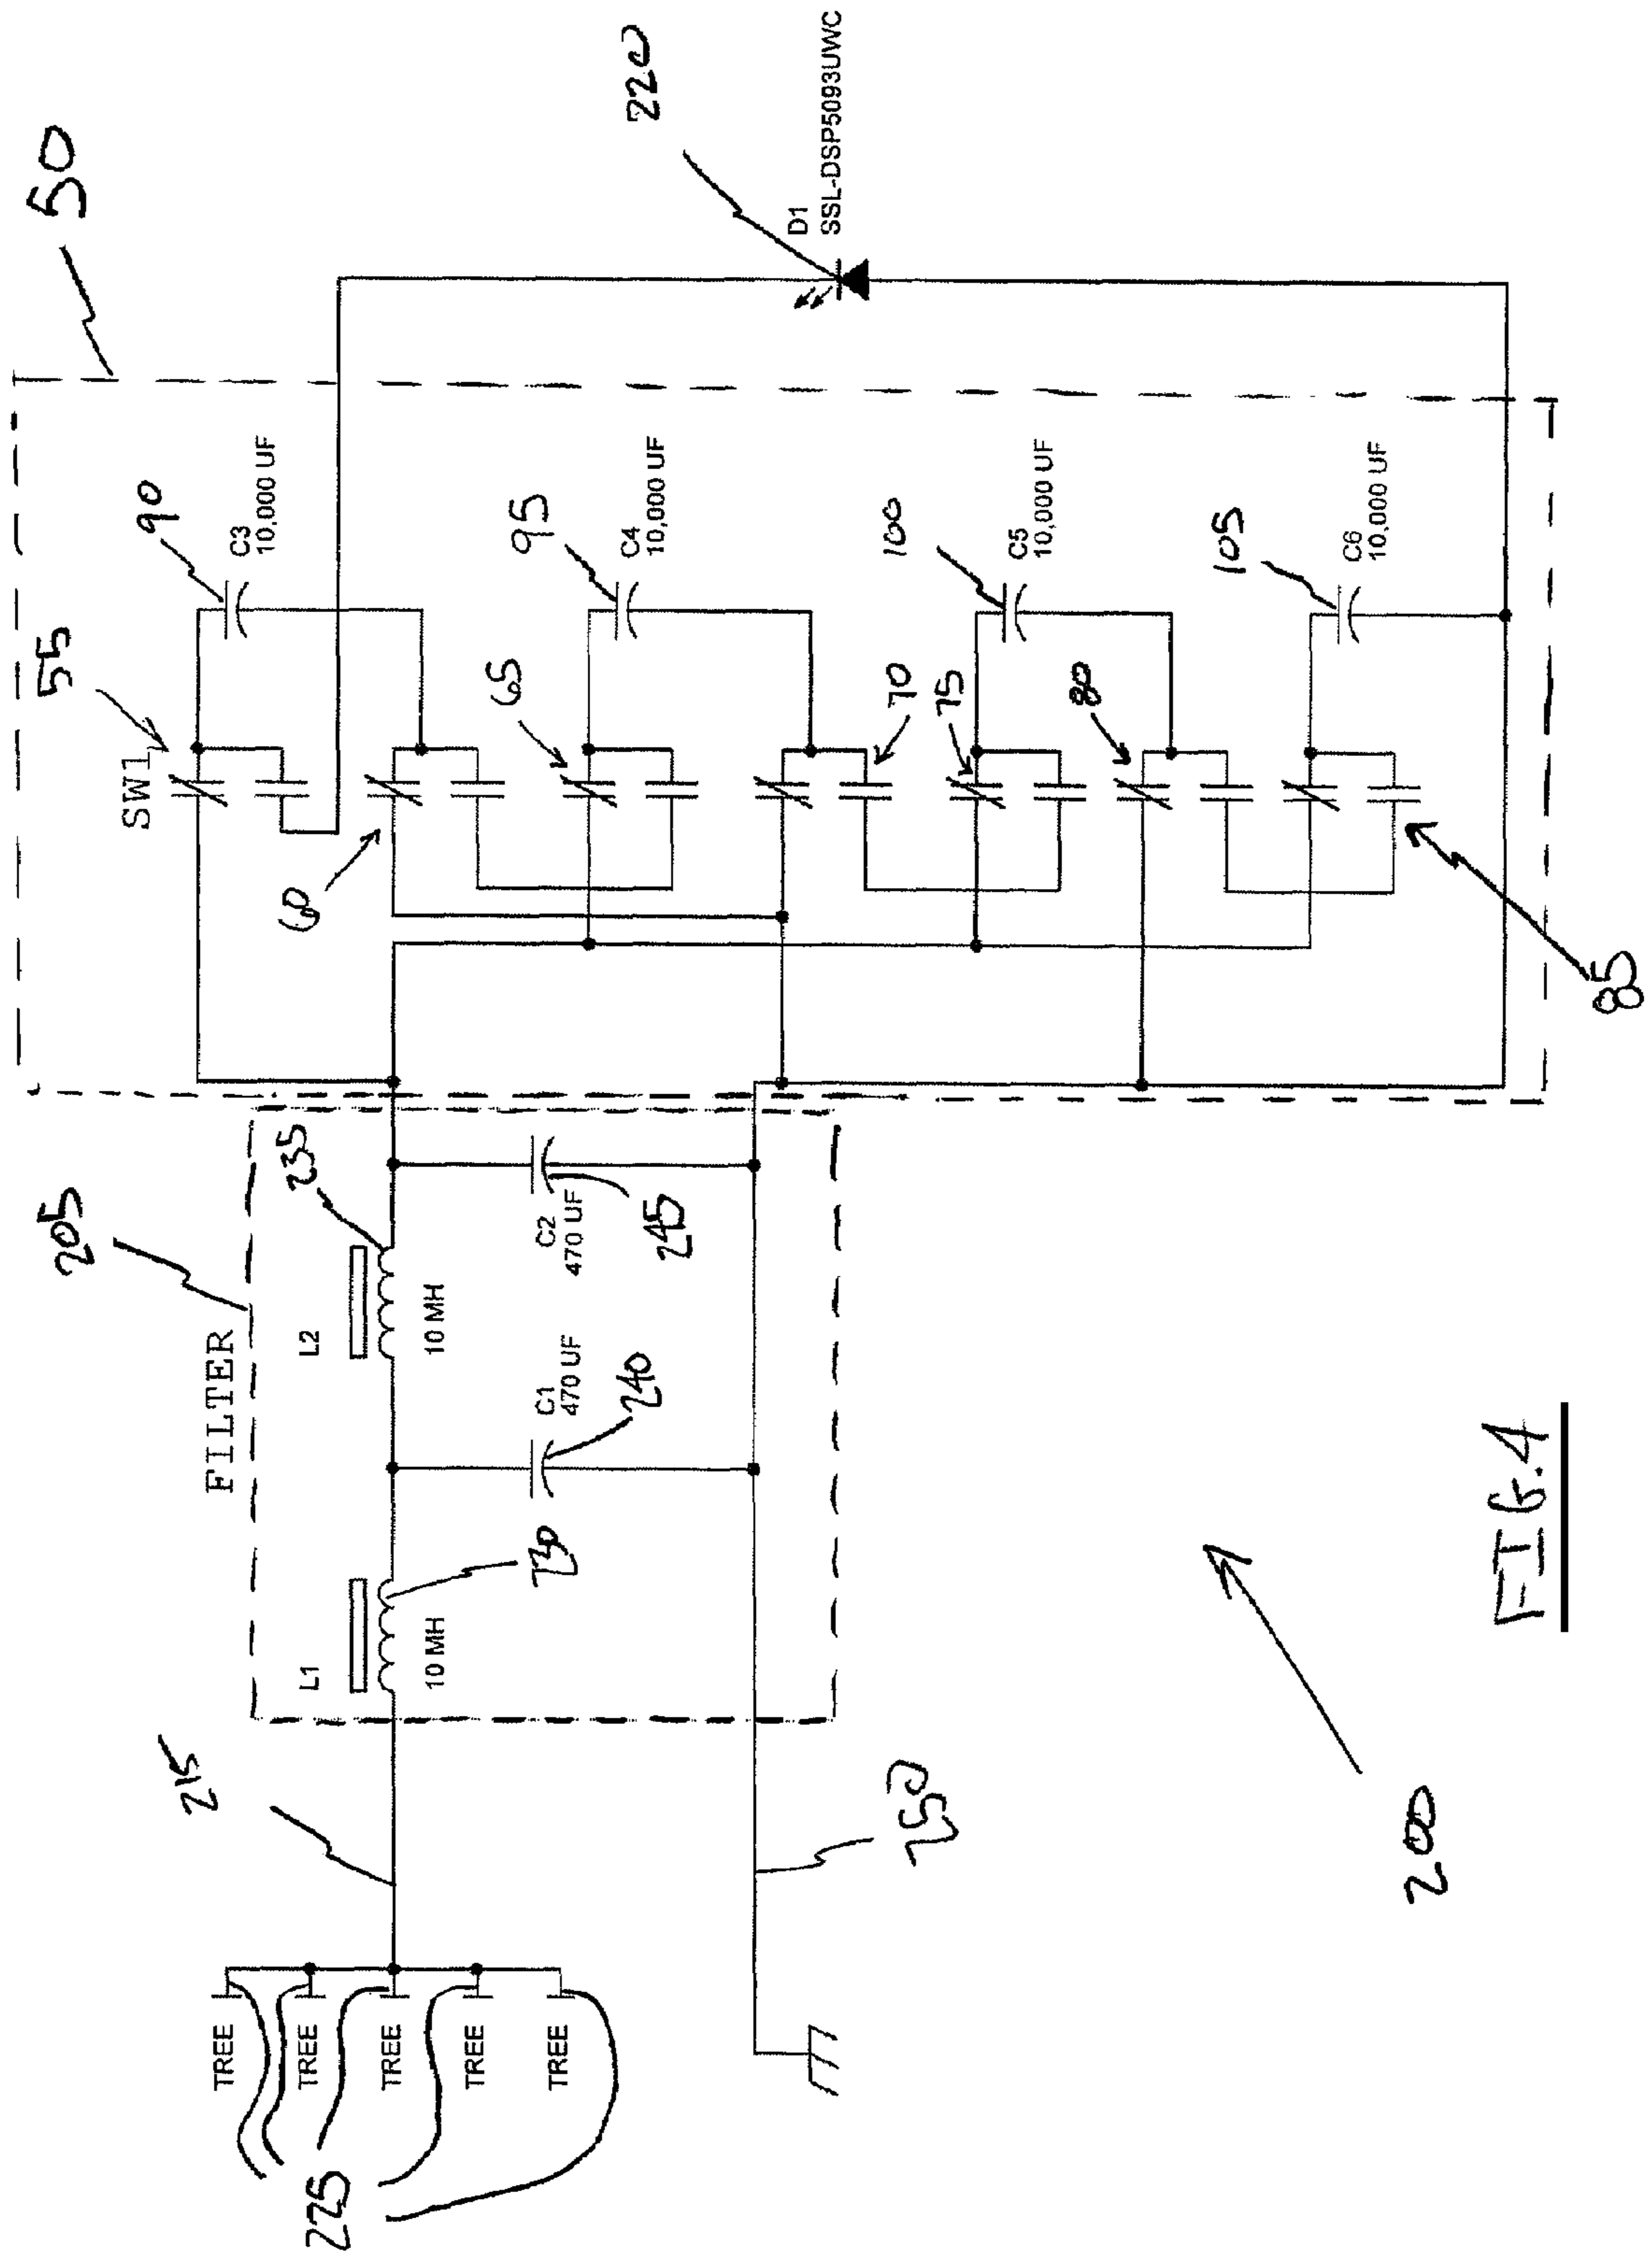 50
220
D1
SSL-DSP5093UWC
55
SW1
90
C3
10,000 UF
60
65
95
C4
10,000 UF
70
75
100
C5
10,000 UF
80
105
C6
10,000 UF
85
205
FILTER
235
L2
10 MH
C2
470 UF
245
L1
10 MH
230
C1
470 UF
240
215
250
TREE
TREE
TREE
TREE
TREE
225
200
FIG. 4